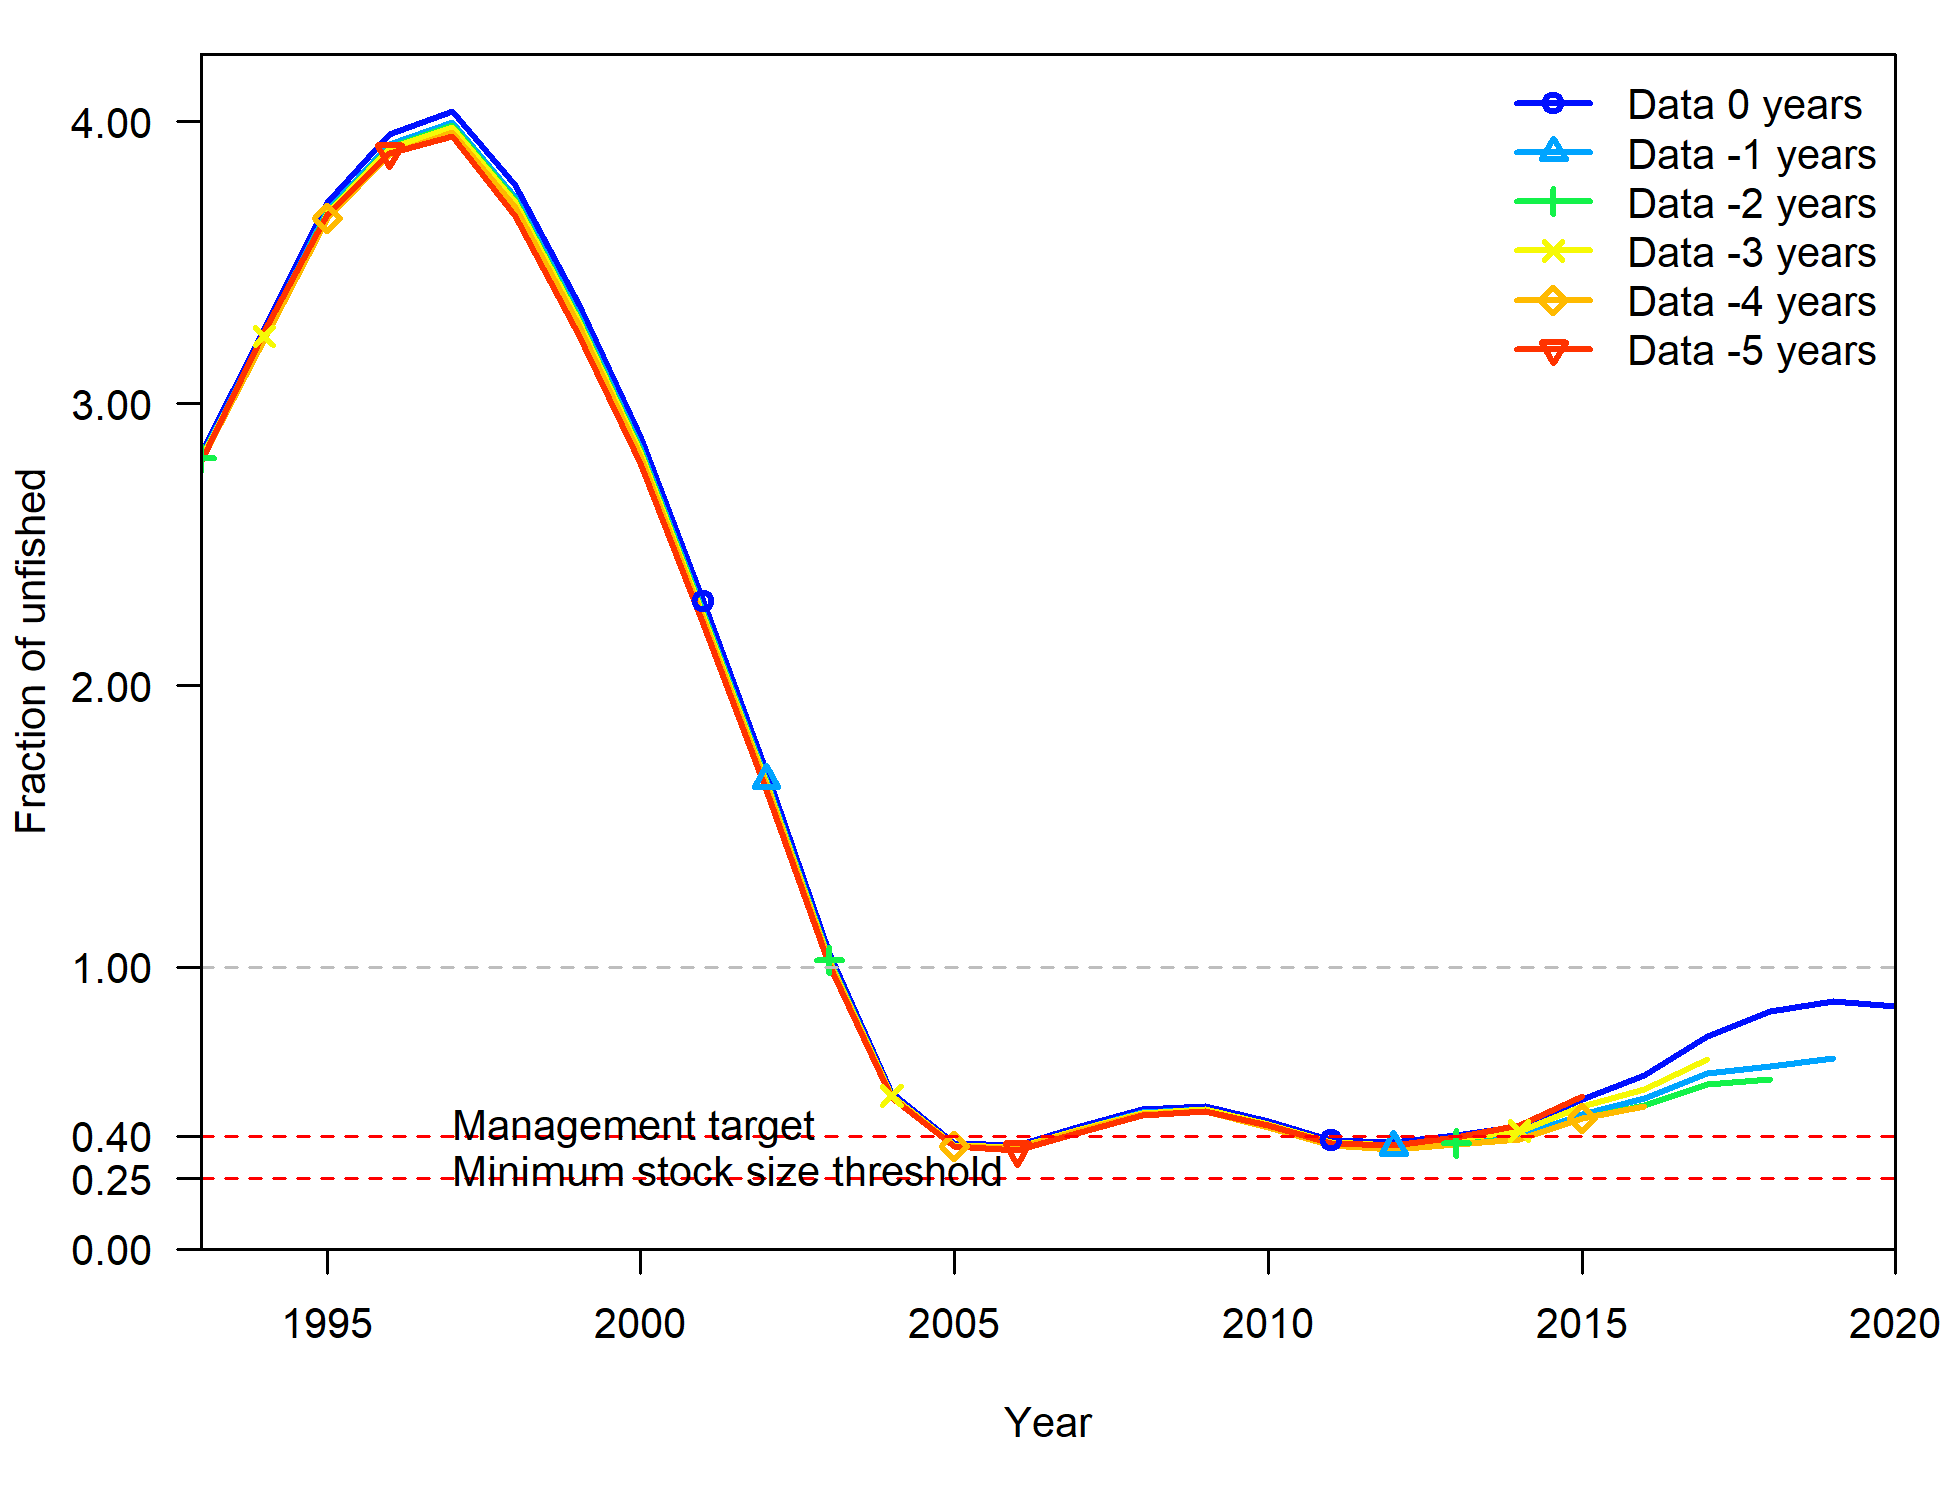 Data 0 years
Data -1 years
Data -2 years
Data -3 years
Data -4 years
Data -5 years
4.00
3.00
2.00
1.00
0.40
0.25
0.00
Fraction of unfished
Management target
Minimum stock size threshold
1995 2000 2005 2010 2015 2020
Year